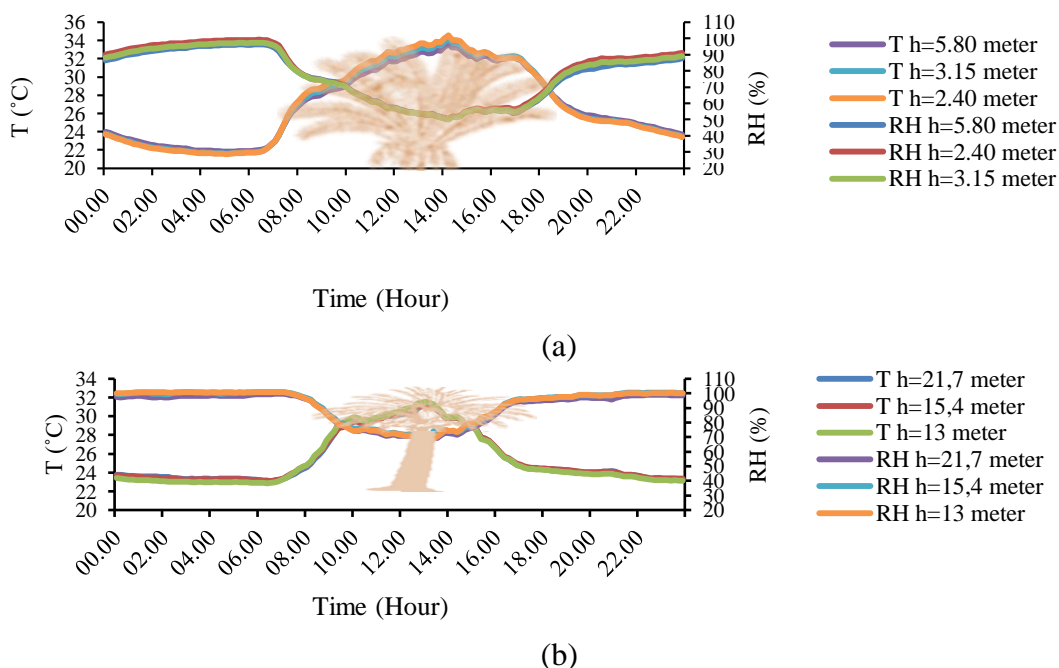 T (˚C)
36
34
32
30
28
26
24
22
20
110
100
90
80
70
60
50
40
30
20
RH (%)
00.00 02.00 04.00 06.00 08.00 10.00 12.00 14.00 16.00 18.00 20.00 22.00
Time (Hour)
T h=5.80 meter
T h=3.15 meter
T h=2.40 meter
RH h=5.80 meter
RH h=2.40 meter
RH h=3.15 meter
(a)
T (˚C)
34
32
30
28
26
24
22
20
110
100
90
80
70
60
50
40
30
20
RH (%)
00.00 02.00 04.00 06.00 08.00 10.00 12.00 14.00 16.00 18.00 20.00 22.00
Time (Hour)
T h=21,7 meter
T h=15,4 meter
T h=13 meter
RH h=21,7 meter
RH h=15,4 meter
RH h=13 meter
(b)